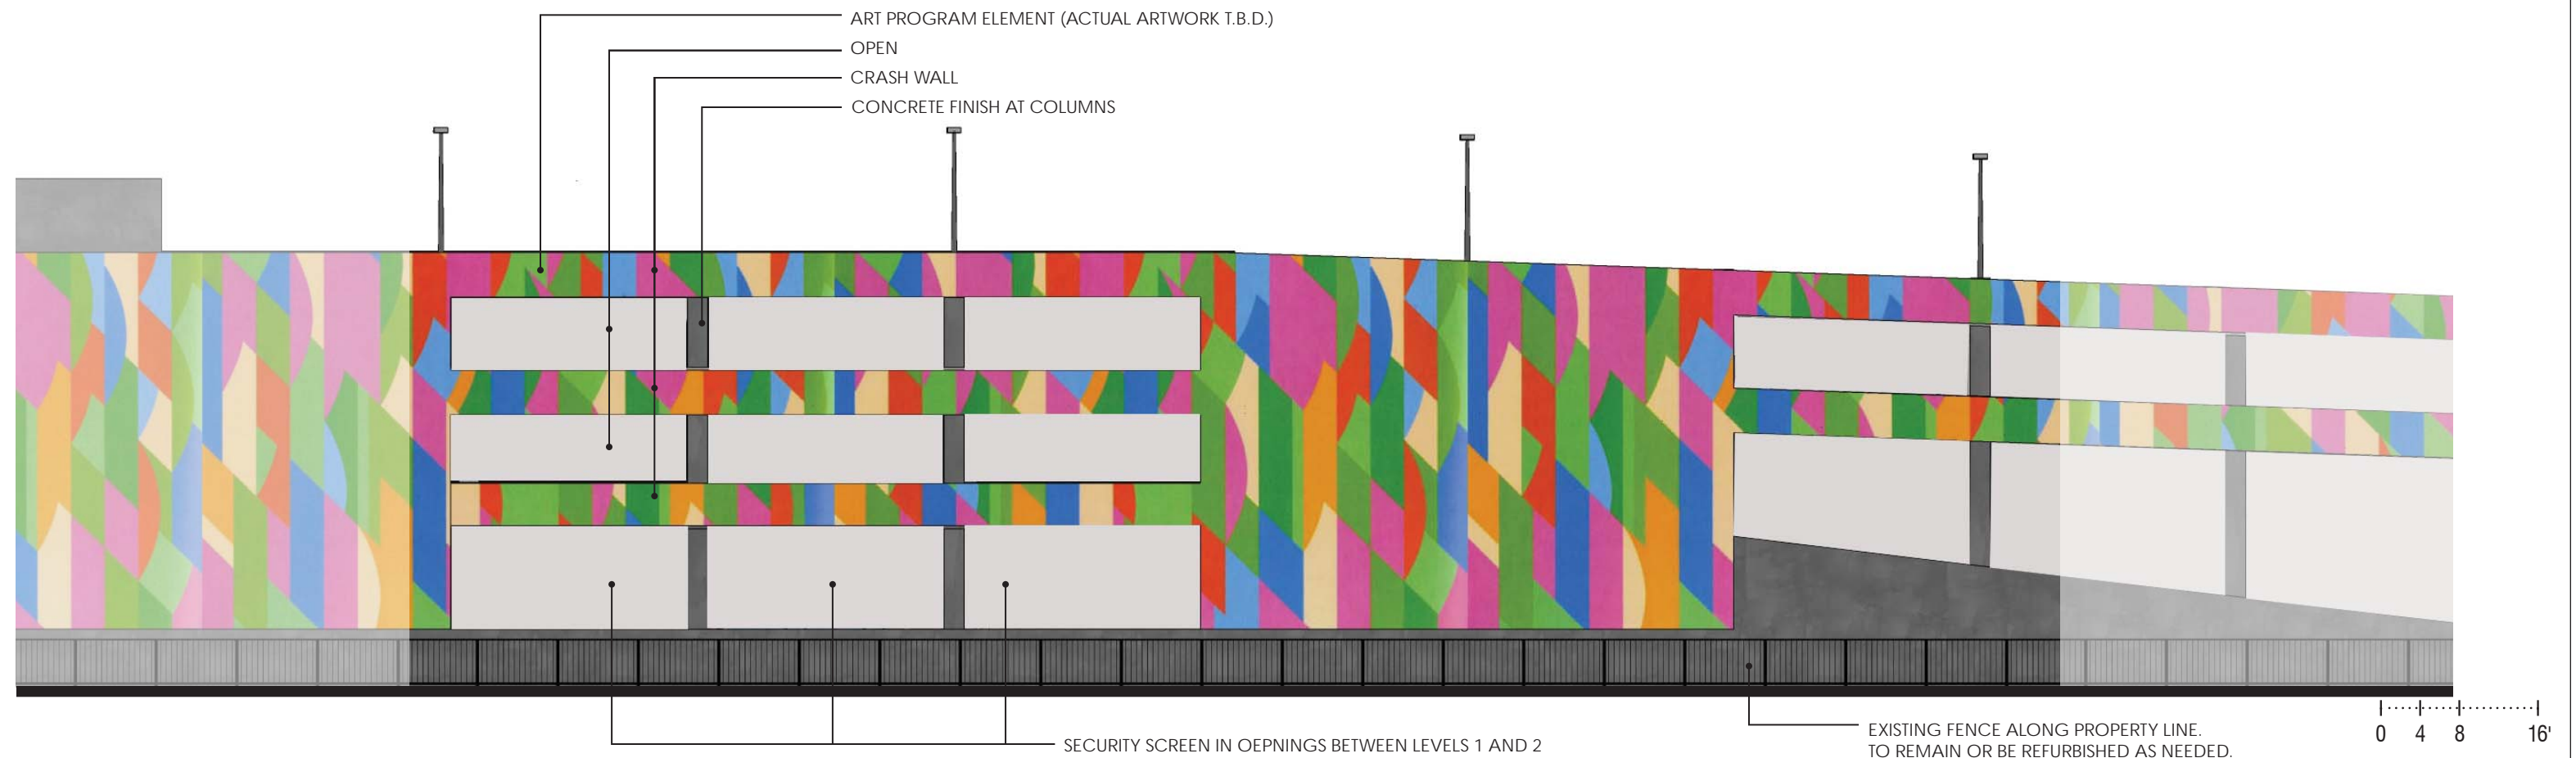 ART PROGRAM ELEMENT (ACTUAL ARTWORK T.B.D.)
OPEN
CRASH WALL
CONCRETE FINISH AT COLUMNS
SECURITY SCREEN IN OEPNINGS BETWEEN LEVELS 1 AND 2
EXISTING FENCE ALONG PROPERTY LINE.
TO REMAIN OR BE REFURBISHED AS NEEDED.
0 4 8 16'